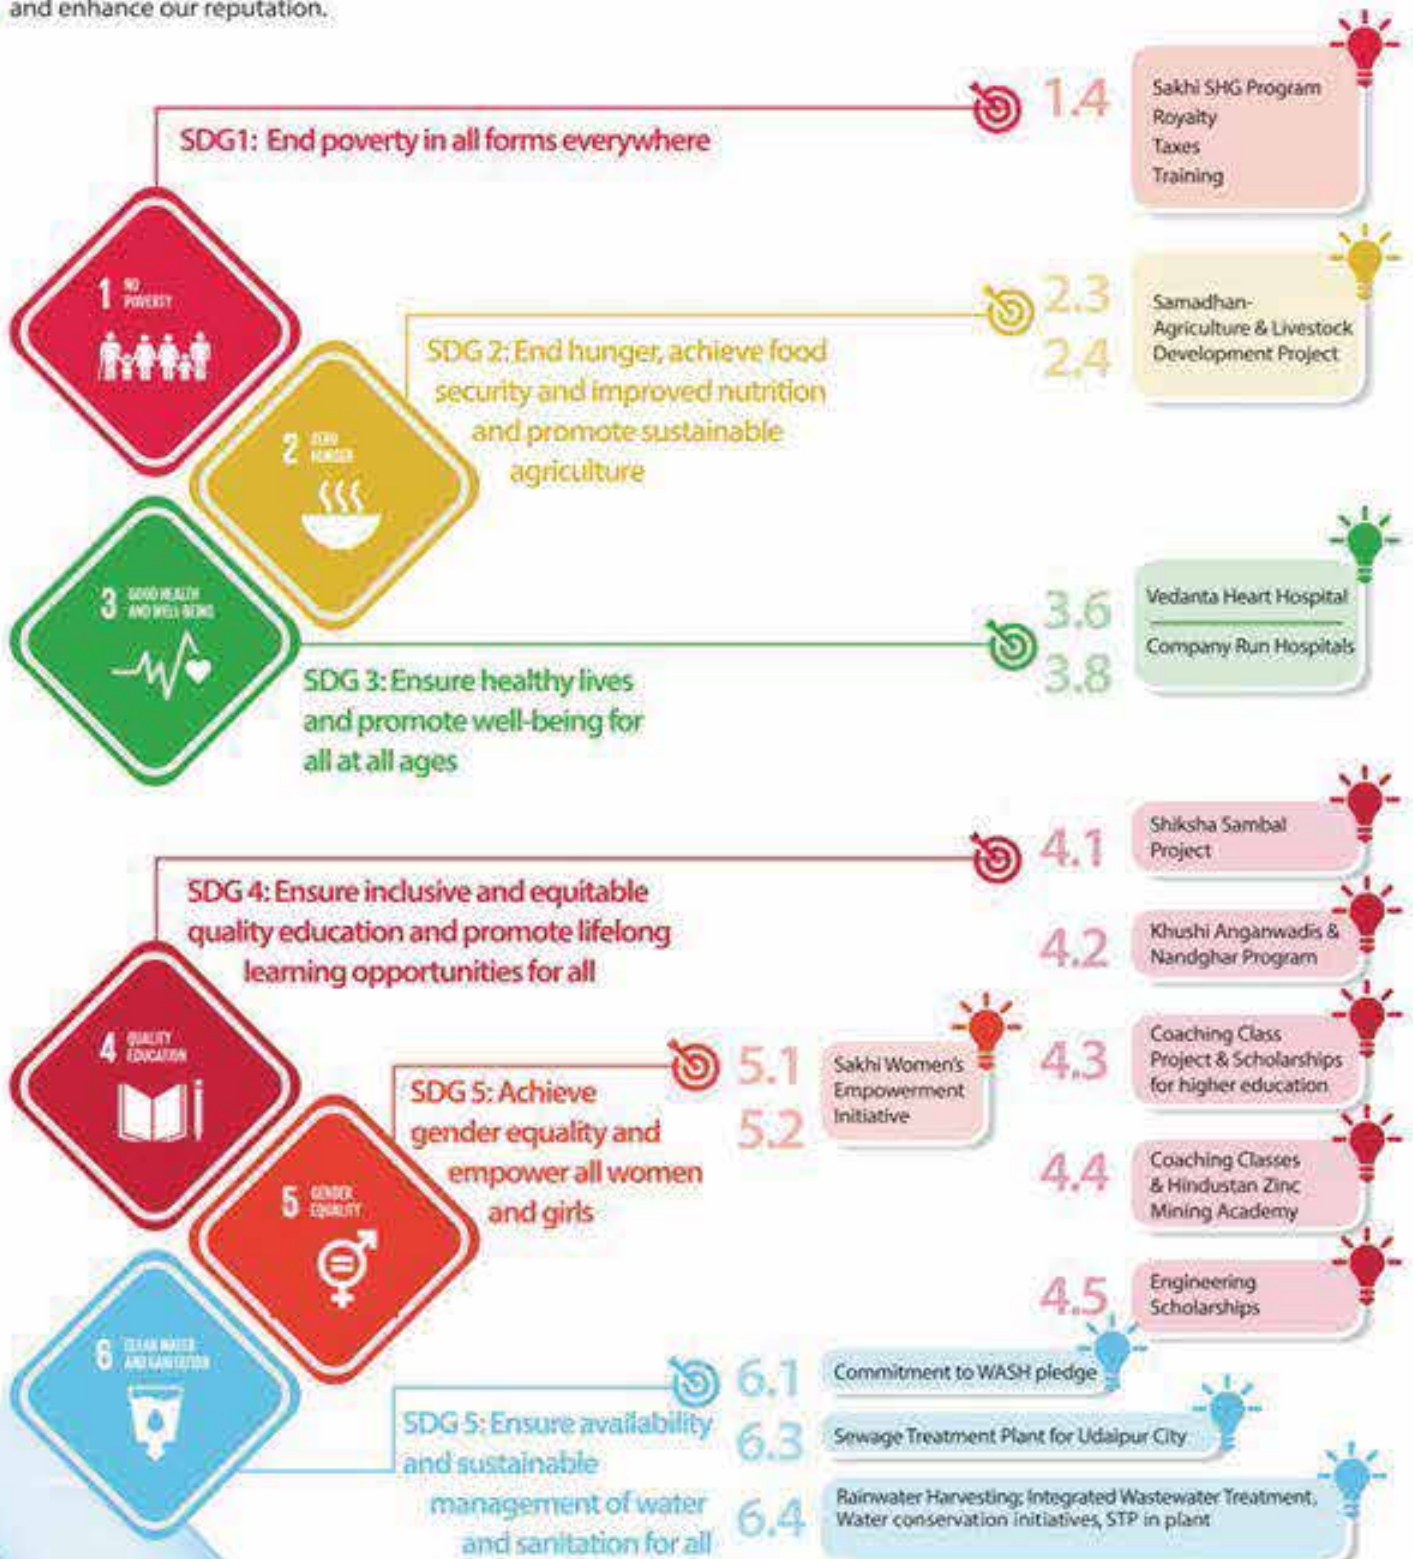 and enhance our reputation.
SDG1: End poverty in all forms everywhere
1.4
Sakhi SHG Program
Royalty
Taxes
Training
1 NO
POVERTY
SDG 2: End hunger, achieve food
security and improved nutrition
and promote sustainable
agriculture
2.3
2.4
Samadhan-
Agriculture & Livestock
Development Project
2 ZERO
HUNGER
3 GOOD HEALTH
AND WELL-BEING
SDG 3: Ensure healthy lives
and promote well-being for
all at all ages
3.6
3.8
Vedanta Heart Hospital
Company Run Hospitals
SDG 4: Ensure inclusive and equitable
quality education and promote lifelong
learning opportunities for all
4 QUALITY
EDUCATION
4.1
Shiksha Sambal
Project
4.2
Khushi Anganwadis &
Nandghar Program
4.3
Coaching Class
Project & Scholarships
for higher education
4.4
Coaching Classes
& Hindustan Zinc
Mining Academy
4.5
Engineering
Scholarships
SDG 5: Achieve
gender equality and
empower all women
and girls
5 GENDER
EQUALITY
5.1
5.2
Sakhi Women's
Empowerment
Initiative
6 CLEAN WATER
AND SANITATION
SDG 5: Ensure availability
and sustainable
management of water
and sanitation for all
6.1
Commitment to WASH pledge
6.3
Sewage Treatment Plant for Udaipur City
6.4
Rainwater Harvesting; Integrated Wastewater Treatment,
Water conservation initiatives, STP in plant